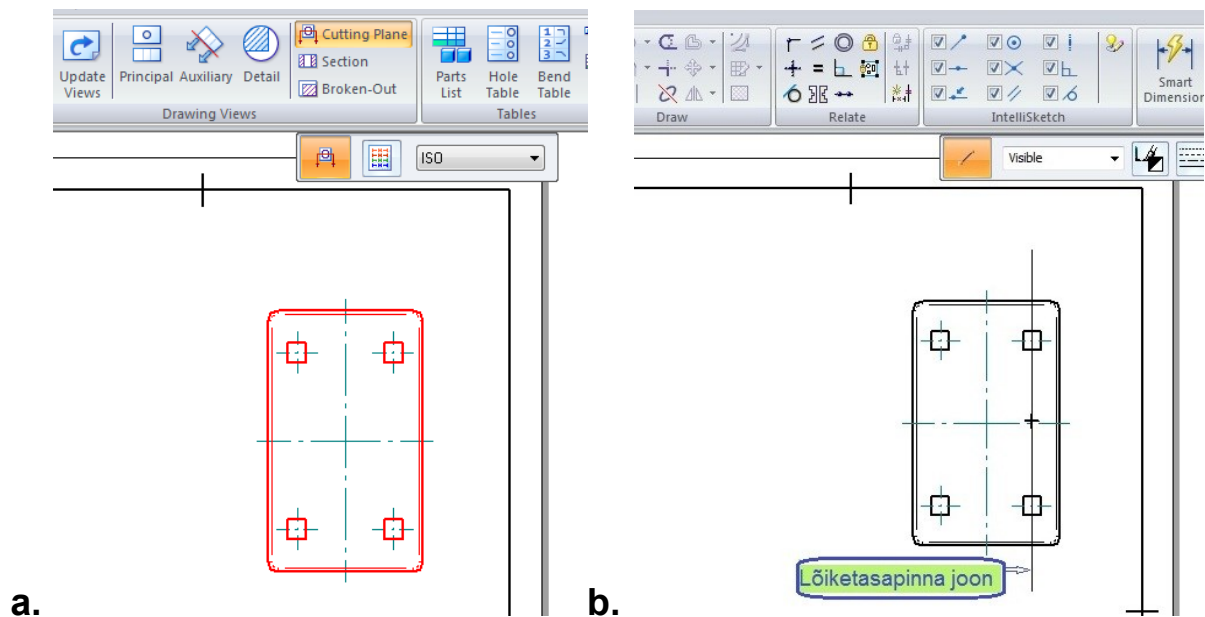 Cutting Plane
Section
Broken-Out
Update Views
Principal
Auxiliary
Detail
Parts List
Hole Table
Bend Table
Drawing Views
Tables
ISO
a.
Smart Dimension
Draw
Relate
IntelliSketch
Visible
Lõiketasapinna joon
b.